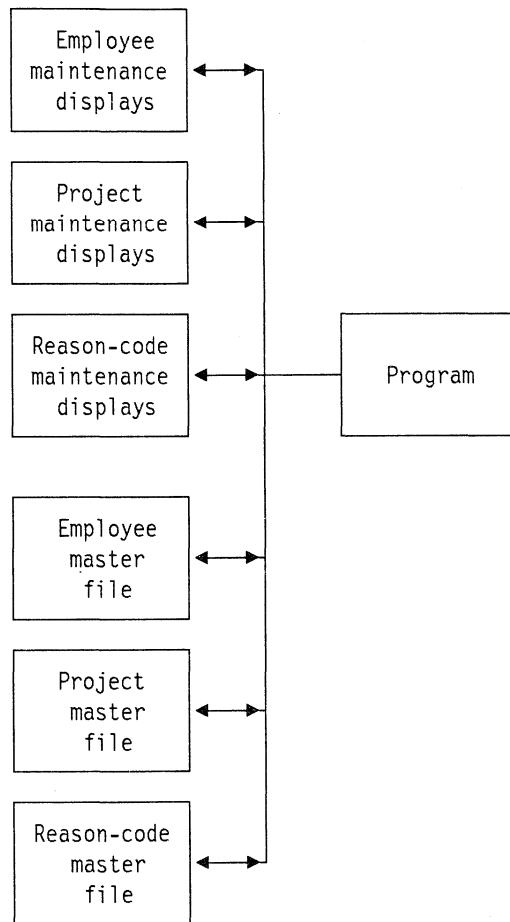 Employee
maintenance
displays
Project
maintenance
displays
Reason-code
maintenance
displays
Program
Employee
master
file
Project
master
file
Reason-code
master
file